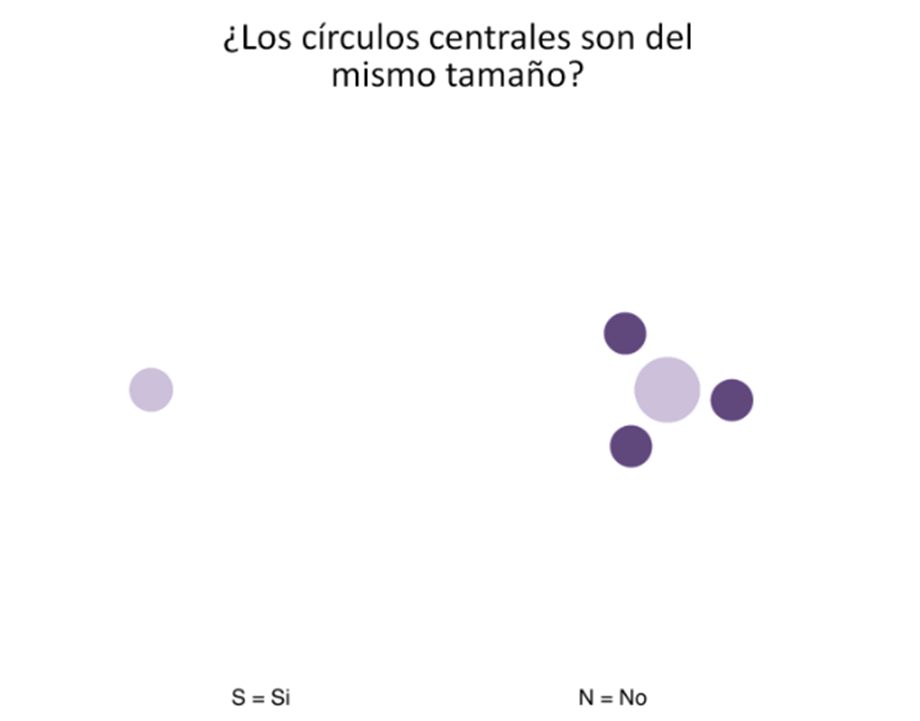 ¿Los círculos centrales son del
mismo tamaño?
S = Si
N = No